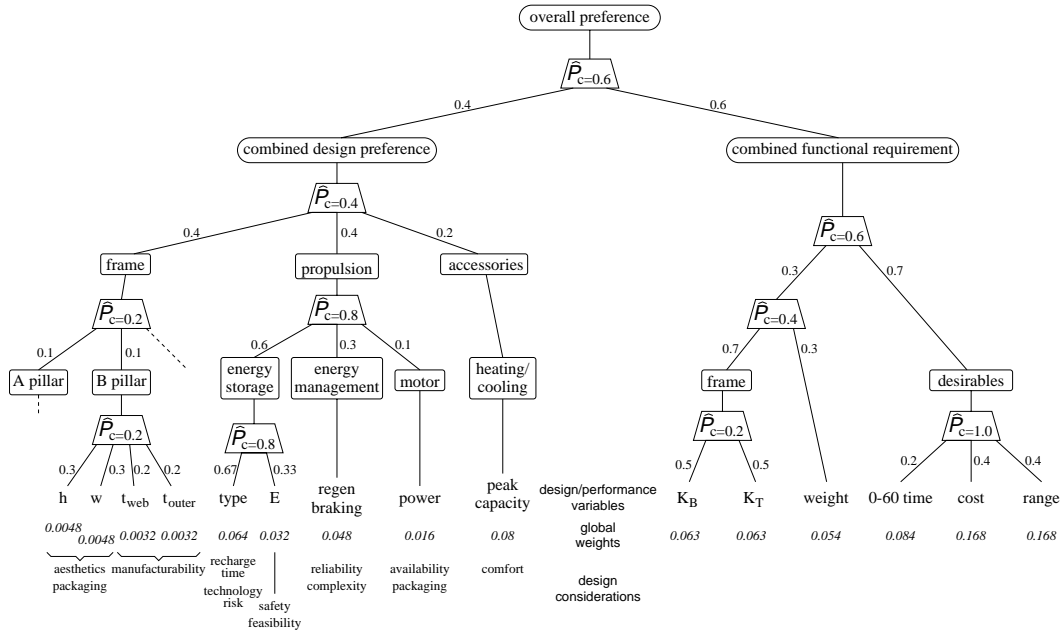 overall preference
P̂c=0.6
0.4
0.6
combined design preference
combined functional requirement
P̂c=0.4
P̂c=0.6
0.4
0.4
0.2
0.3
0.7
frame
propulsion
accessories
P̂c=0.2
P̂c=0.8
P̂c=0.4
0.1
0.1
0.6
0.3
0.1
0.7
0.3
A pillar
B pillar
energy
storage
energy
management
motor
heating/
cooling
frame
desirables
P̂c=0.2
P̂c=0.8
P̂c=0.2
P̂c=1.0
0.3
0.3
0.2
0.2
0.67
0.33
0.5
0.5
0.2
0.4
0.4
h
w
tweb
touter
type
E
regen
braking
power
peak
capacity
design/performance
variables
KB
KT
weight
0-60 time
cost
range
0.0048
0.0048
0.0032
0.0032
0.064
0.032
0.048
0.016
0.08
global
weights
0.063
0.063
0.054
0.084
0.168
0.168
aesthetics
packaging
manufacturability
recharge
time
technology
risk
safety
feasibility
reliability
complexity
availability
packaging
comfort
design
considerations